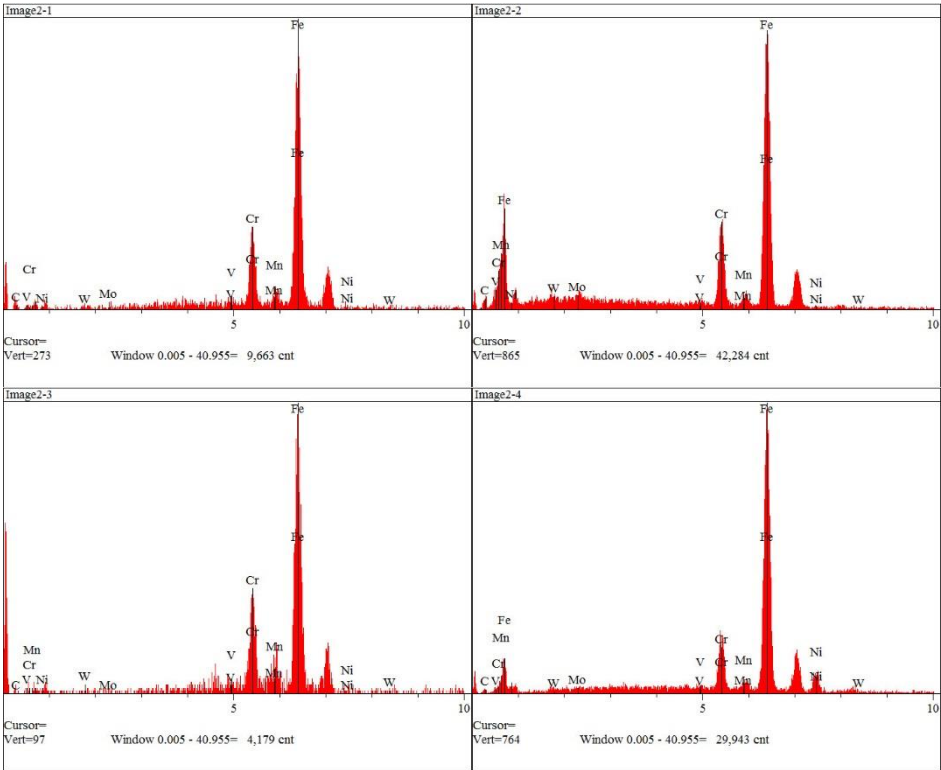 Image2-1
Fe
Fe
Cr
Cr
Cr
V
Mn
Ni
C V Ni W Mo V Mn Ni W
5 10
Cursor=
Vert=273 Window 0.005 - 40.955= 9,663 cnt
Image2-2
Fe
Fe
Fe
Cr
Mn
Cr
V
Mn
Ni
V
C Ni W Mo V Mn Ni W
5 10
Cursor=
Vert=865 Window 0.005 - 40.955= 42,284 cnt
Image2-3
Fe
Fe
Cr
Cr
Mn
Cr
V
Mn
Ni
W
C V Ni Mo V Mn Ni W
5 10
Cursor=
Vert=97 Window 0.005 - 40.955= 4,179 cnt
Image2-4
Fe
Fe
Fe
Mn
Cr
Cr
Cr
V
Mn
Ni
Ni
C V W Mo V Mn W
5 10
Cursor=
Vert=764 Window 0.005 - 40.955= 29,943 cnt